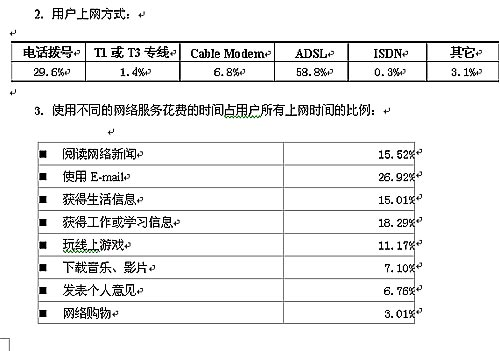 2. 用户上网方式：
电话拨号 T1 或 T3 专线 Cable Modem ADSL ISDN 其它
29.6% 1.4% 6.8% 58.8% 0.3% 3.1%
3. 使用不同的网络服务花费的时间占用户所有上网时间的比例：
■ 阅读网络新闻 15.52%
■ 使用 E-mail 26.92%
■ 获得生活信息 15.01%
■ 获得工作或学习信息 18.29%
■ 玩线上游戏 11.17%
■ 下载音乐、影片 7.10%
■ 发表个人意见 6.76%
■ 网络购物 3.01%